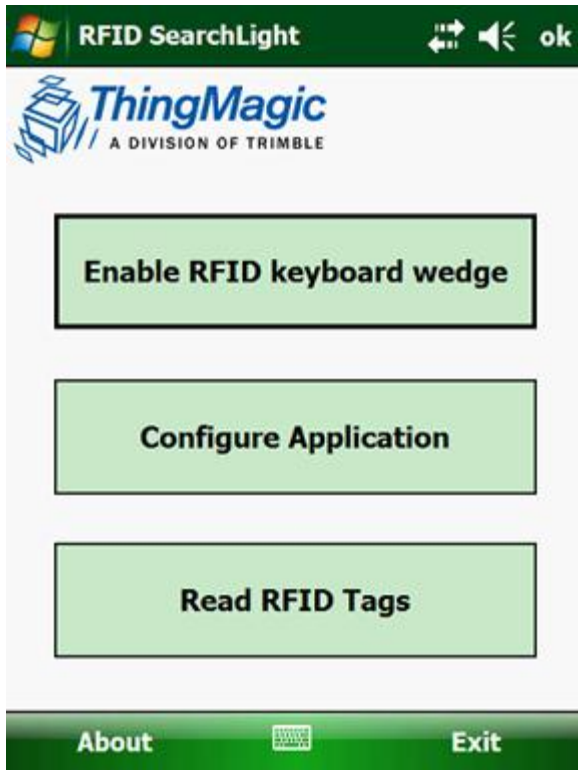 RFID SearchLight ok
ThingMagic
A DIVISION OF TRIMBLE
Enable RFID keyboard wedge
Configure Application
Read RFID Tags
About Exit